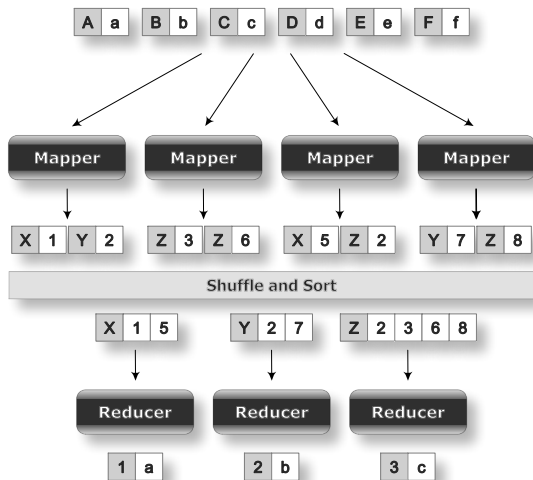 A a B b C c D d E e F f
Mapper Mapper Mapper Mapper
X 1 Y 2 Z 3 Z 6 X 5 Z 2 Y 7 Z 8
Shuffle and Sort
X 1 5 Y 2 7 Z 2 3 6 8
Reducer Reducer Reducer
1 a 2 b 3 c